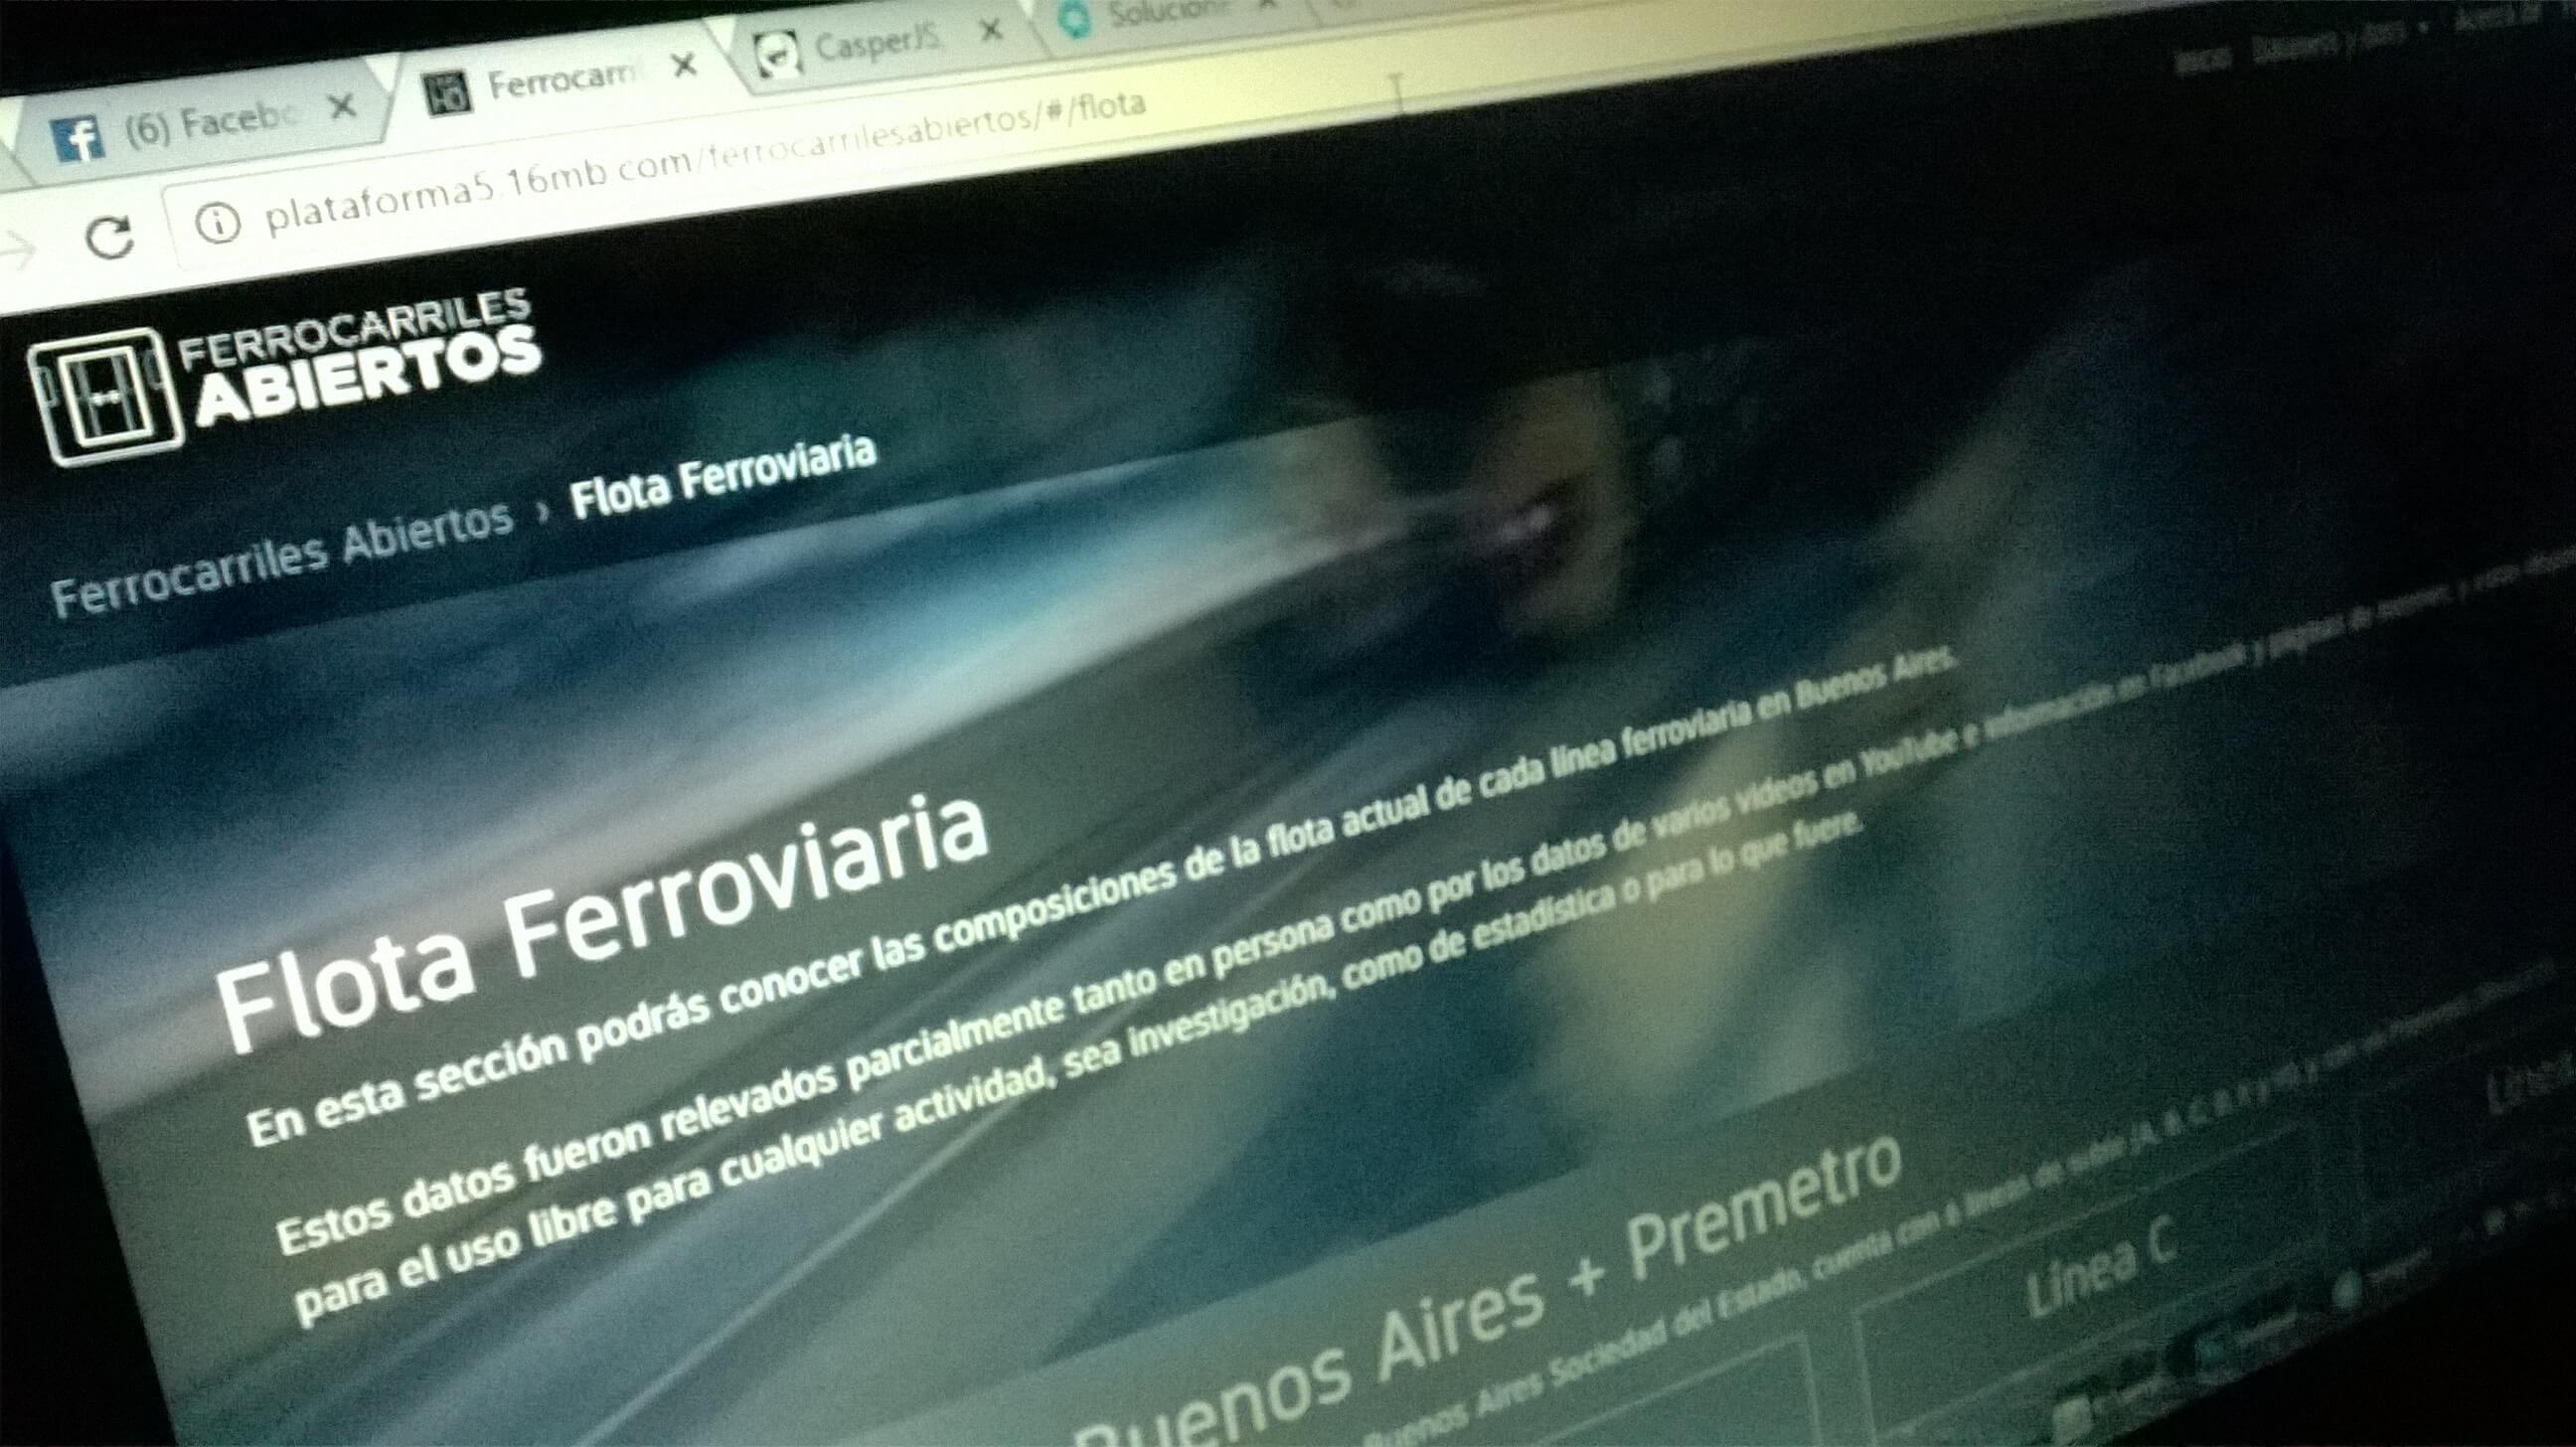 (6) Facebo
Ferrocarri
CasperJS
Solucion
plataforma5.16mb.com/ferrocarrilesabiertos/#/flota
FERROCARRILES
ABIERTOS
Inicio
Ferrocarriles Abiertos › Flota Ferroviaria
Flota Ferroviaria
En esta sección podrás conocer las composiciones de la flota actual de cada línea ferroviaria en Buenos Aires.
Estos datos fueron relevados parcialmente tanto en persona como por los datos de varios videos en YouTube e información en Facebook y páginas de
para el uso libre para cualquier actividad, sea investigación, como de estadística o para lo que fuere.
Buenos Aires + Premetro
Buenos Aires Sociedad del Estado, cuenta con 6 líneas de subte
Línea C
Línea